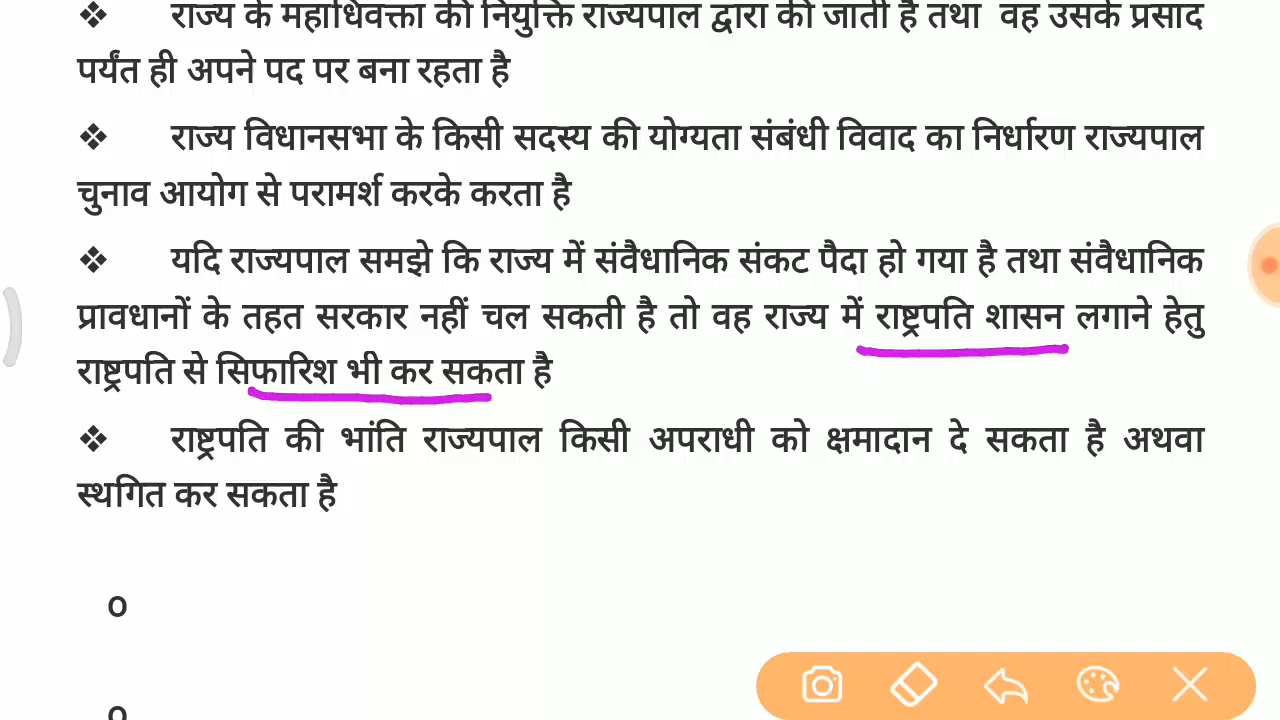 ❖ राज्य के महाधिवक्ता की नियुक्ति राज्यपाल द्वारा की जाती है तथा वह उसके प्रसाद
पर्यंत ही अपने पद पर बना रहता है
❖ राज्य विधानसभा के किसी सदस्य की योग्यता संबंधी विवाद का निर्धारण राज्यपाल
चुनाव आयोग से परामर्श करके करता है
❖ यदि राज्यपाल समझे कि राज्य में संवैधानिक संकट पैदा हो गया है तथा संवैधानिक
प्रावधानों के तहत सरकार नहीं चल सकती है तो वह राज्य में राष्ट्रपति शासन लगाने हेतु
राष्ट्रपति से सिफारिश भी कर सकता है
❖ राष्ट्रपति की भांति राज्यपाल किसी अपराधी को क्षमादान दे सकता है अथवा
स्थगित कर सकता है
o
o